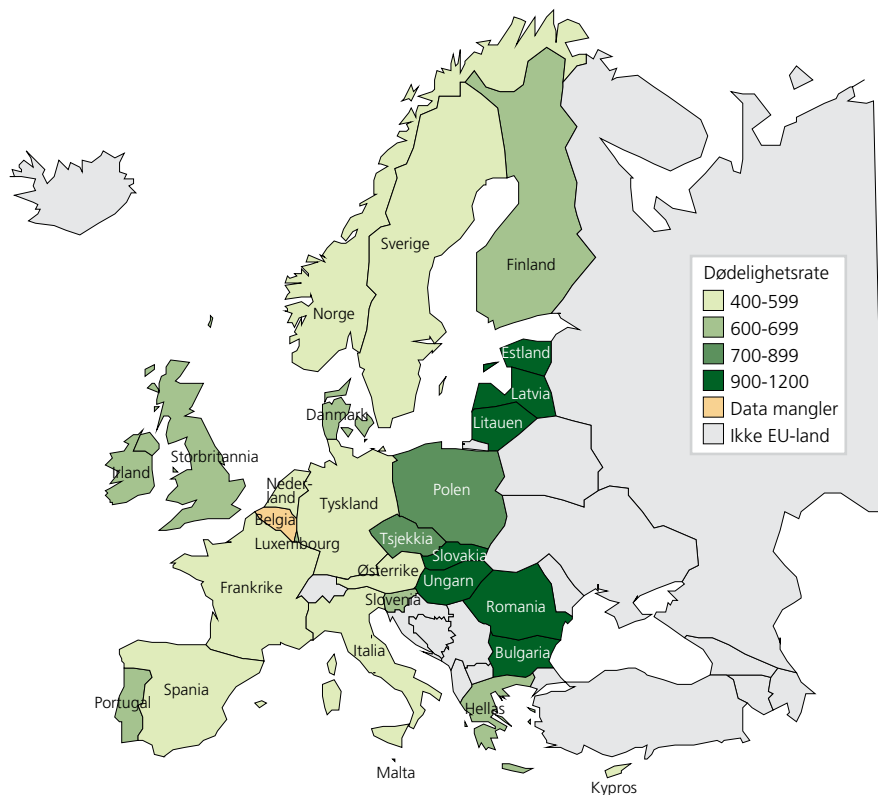 Sverige
Finland
Norge
Dødelighetsrate
400-599
600-699
700-899
900-1200
Data mangler
Ikke EU-land
Estland
Latvia
Litauen
Danmark
Storbritannia
Irland
Neder-
land
Tyskland
Polen
Belgia
Luxembourg
Tsjekkia
Slovakia
Østerrike
Ungarn
Frankrike
Slovenia
Romania
Italia
Bulgaria
Spania
Portugal
Hellas
Malta
Kypros